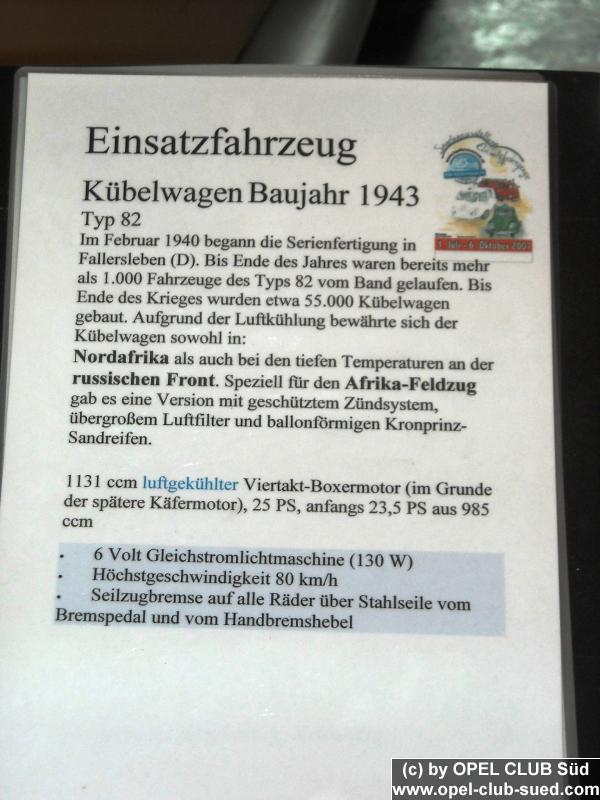 Einsatzfahrzeug
Kübelwagen Baujahr 1943
Typ 82
Im Februar 1940 begann die Serienfertigung in
Fallersleben (D). Bis Ende des Jahres waren bereits mehr
als 1.000 Fahrzeuge des Typs 82 vom Band gelaufen. Bis
Ende des Krieges wurden etwa 55.000 Kübelwagen
gebaut. Aufgrund der Luftkühlung bewährte sich der
Kübelwagen sowohl in:
Nordafrika als auch bei den tiefen Temperaturen an der
russischen Front. Speziell für den Afrika-Feldzug
gab es eine Version mit geschütztem Zündsystem,
übergroßem Luftfilter und ballonförmigen Kronprinz-
Sandreifen.
1131 ccm luftgekühlter Viertakt-Boxermotor (im Grunde
der spätere Käfermotor), 25 PS, anfangs 23,5 PS aus 985
ccm
• 6 Volt Gleichstromlichtmaschine (130 W)
• Höchstgeschwindigkeit 80 km/h
• Seilzugbremse auf alle Räder über Stahlseile vom
Bremspedal und vom Handbremshebel
1. Juli - 6. Oktober 2007
(c) by OPEL CLUB Süd
www.opel-club-sued.com